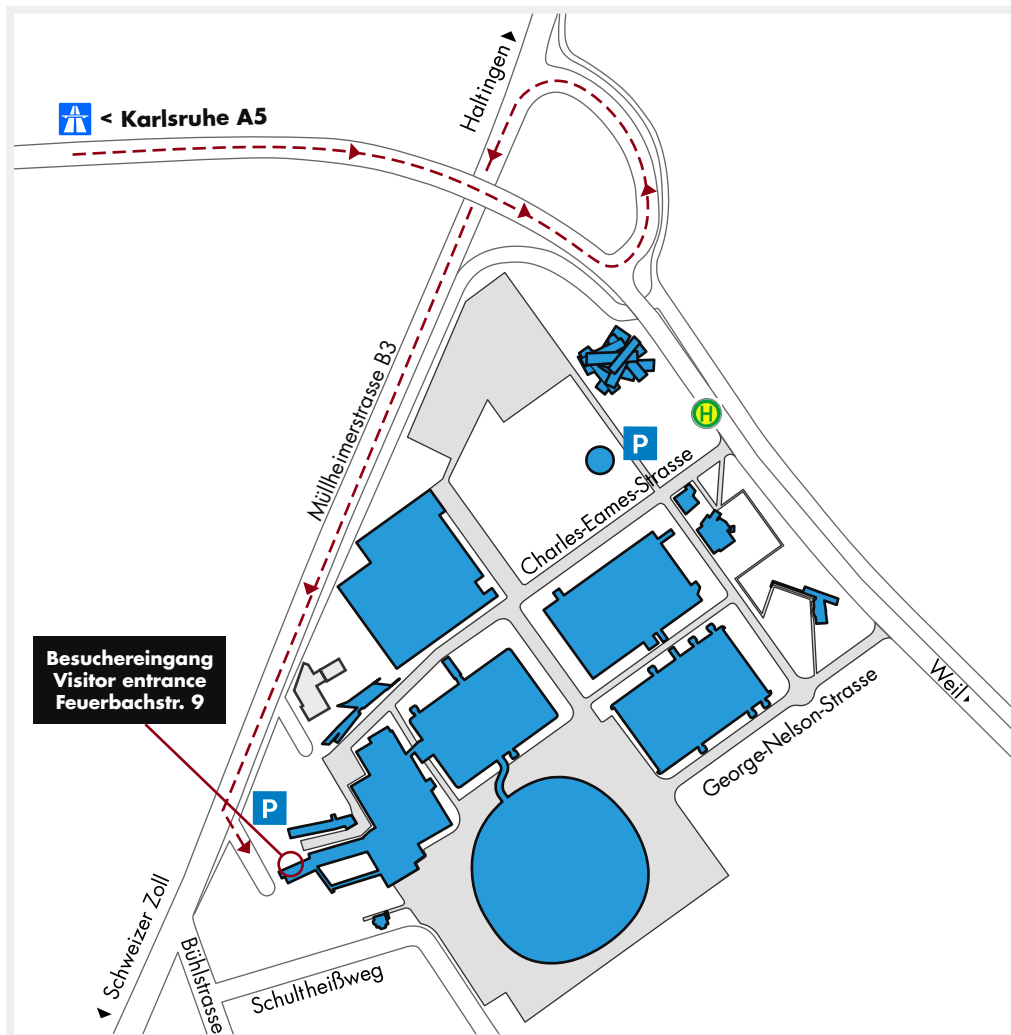 Haltingen
< Karlsruhe A5
Müllheimerstrasse B3
H
P
Charles-Eames-Strasse
Besuchereingang
Visitor entrance
Feuerbachstr. 9
Weil
George-Nelson-Strasse
P
Schweizer Zoll
Bühlstrasse
Schultheißweg